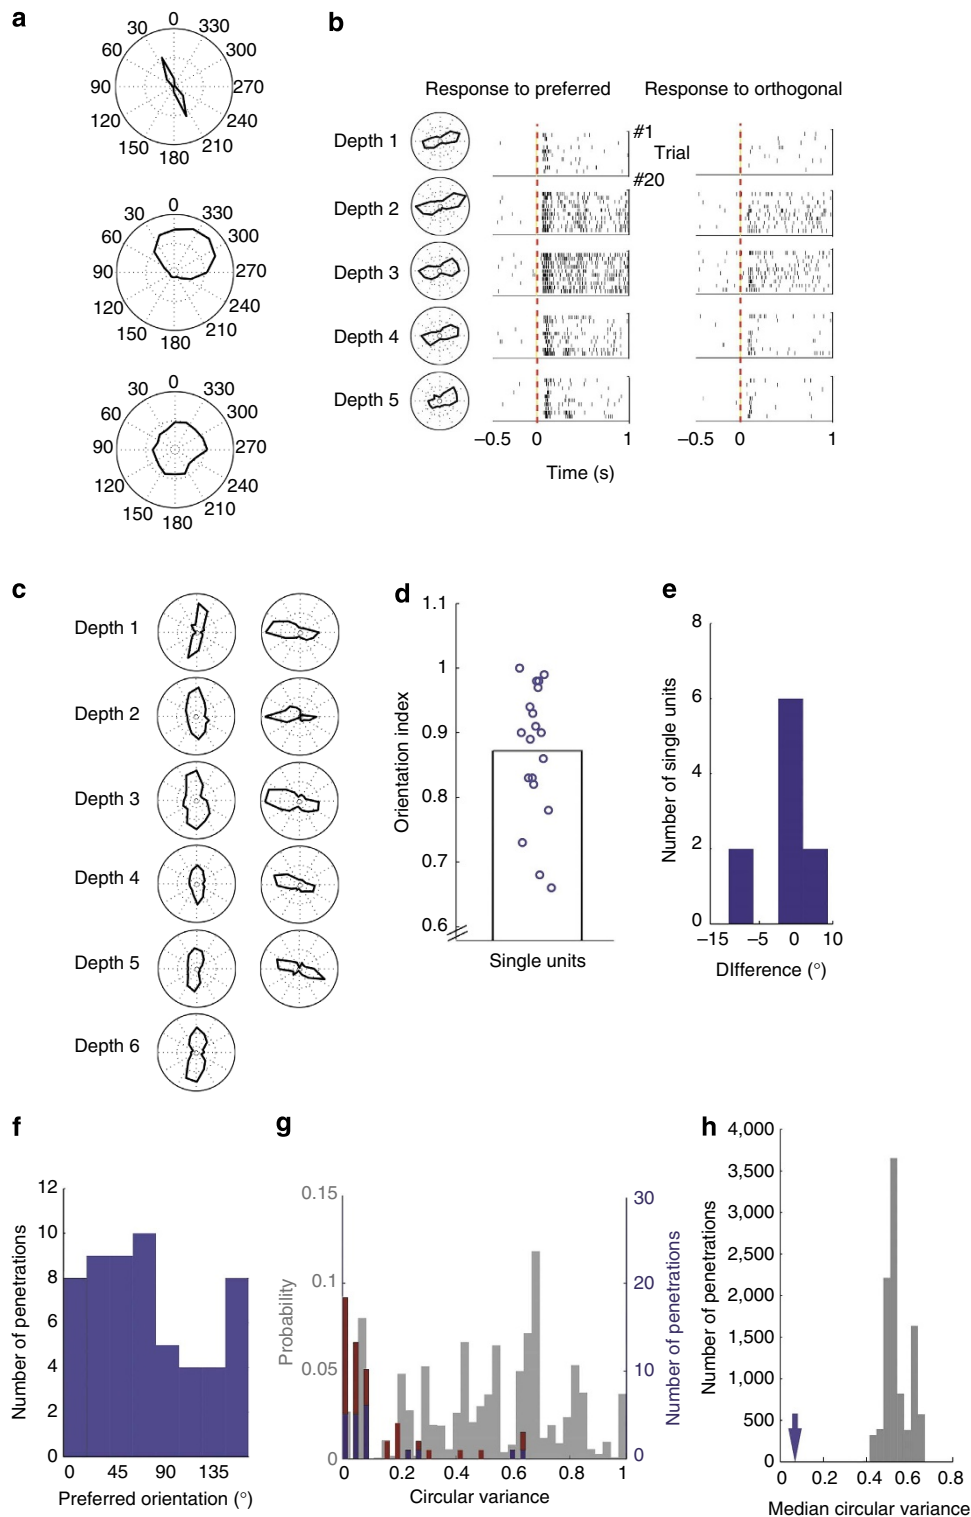 a
0
30 330
60 300
90 270
120 240
150 210
180
0
30 330
60 300
90 270
120 240
150 210
180
0
30 330
60 300
90 270
120 240
150 210
180
b
Response to preferred Response to orthogonal
Depth 1
#1
Trial
#20
Depth 2
Depth 3
Depth 4
Depth 5
−0.5 0 1 −0.5 0 1
Time (s)
c
Depth 1
Depth 2
Depth 3
Depth 4
Depth 5
Depth 6
d
1.1
1
0.9
0.8
0.7
0.6
Orientation index
Single units
e
8
6
4
2
0
Number of single units
−15 −5 0 10
DIfference (°)
f
12
10
8
6
4
2
0
Number of penetrations
0 45 90 135
Preferred orientation (°)
g
0.15
0.1
0.05
0
Probability
30
20
10
0
Number of penetrations
0 0.2 0.4 0.6 0.8 1
Circular variance
h
4,000
3,500
3,000
2,500
2,000
1,500
1,000
500
0
Number of penetrations
0 0.2 0.4 0.6 0.8
Median circular variance